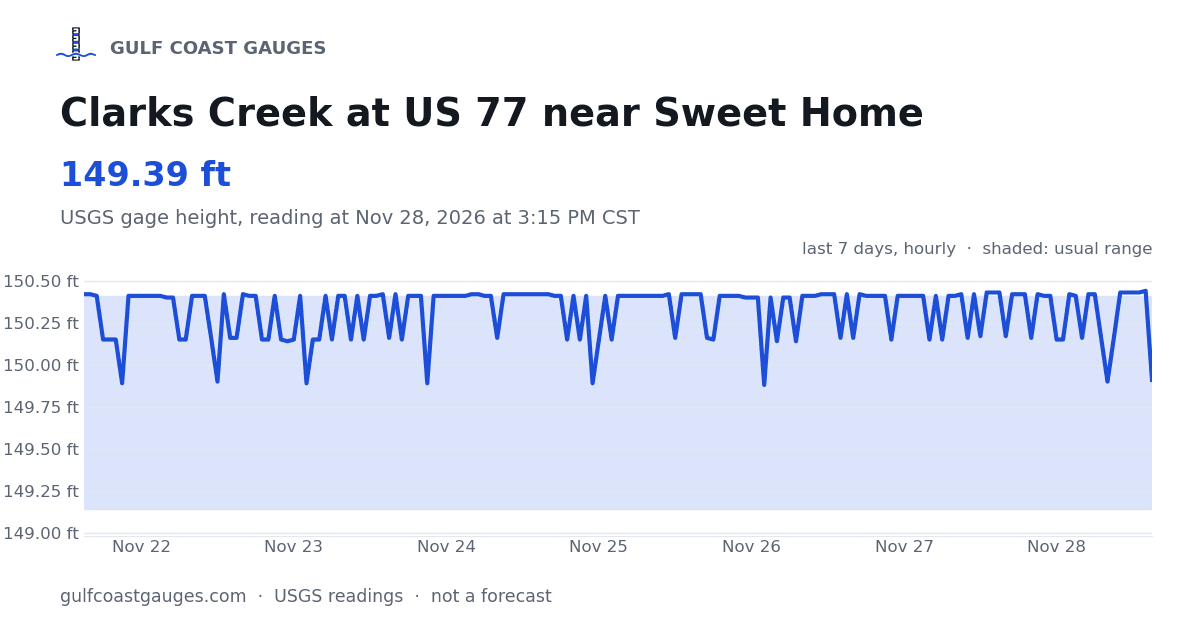 GULF COAST GAUGES
Clarks Creek at US 77 near Sweet Home
149.39 ft
USGS gage height, reading at Nov 28, 2026 at 3:15 PM CST
last 7 days, hourly · shaded: usual range
150.50 ft
150.25 ft
150.00 ft
149.75 ft
149.50 ft
149.25 ft
149.00 ft
Nov 22 Nov 23 Nov 24 Nov 25 Nov 26 Nov 27 Nov 28
gulfcoastgauges.com · USGS readings · not a forecast